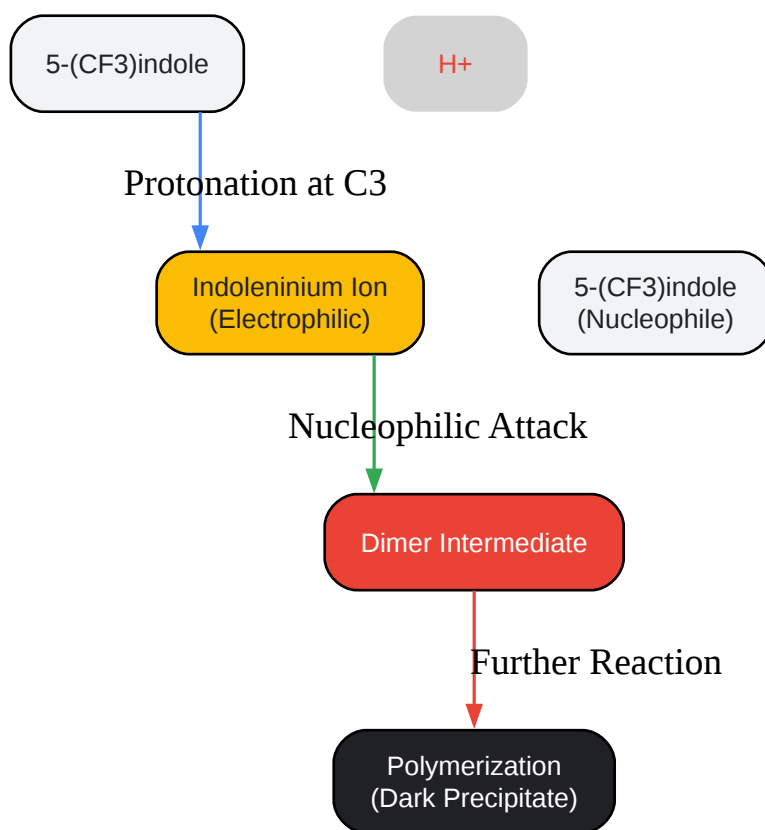 5-(CF3)indole
H+
Protonation at C3
Indoleninium Ion
(Electrophilic)
5-(CF3)indole
(Nucleophile)
Nucleophilic Attack
Dimer Intermediate
Further Reaction
Polymerization
(Dark Precipitate)